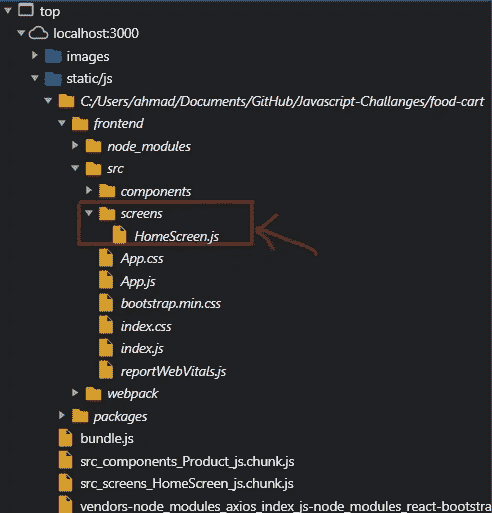 top
localhost:3000
images
static/js
C:/Users/ahmad/Documents/GitHub/Javascript-Challanges/food-cart
frontend
node_modules
src
components
screens
HomeScreen.js
App.css
App.js
bootstrap.min.css
index.css
index.js
reportWebVitals.js
webpack
packages
bundle.js
src_components_Product_js.chunk.js
src_screens_HomeScreen_js.chunk.js
vendors-node_modules_axios_index_js-node_modules_react-bootstra